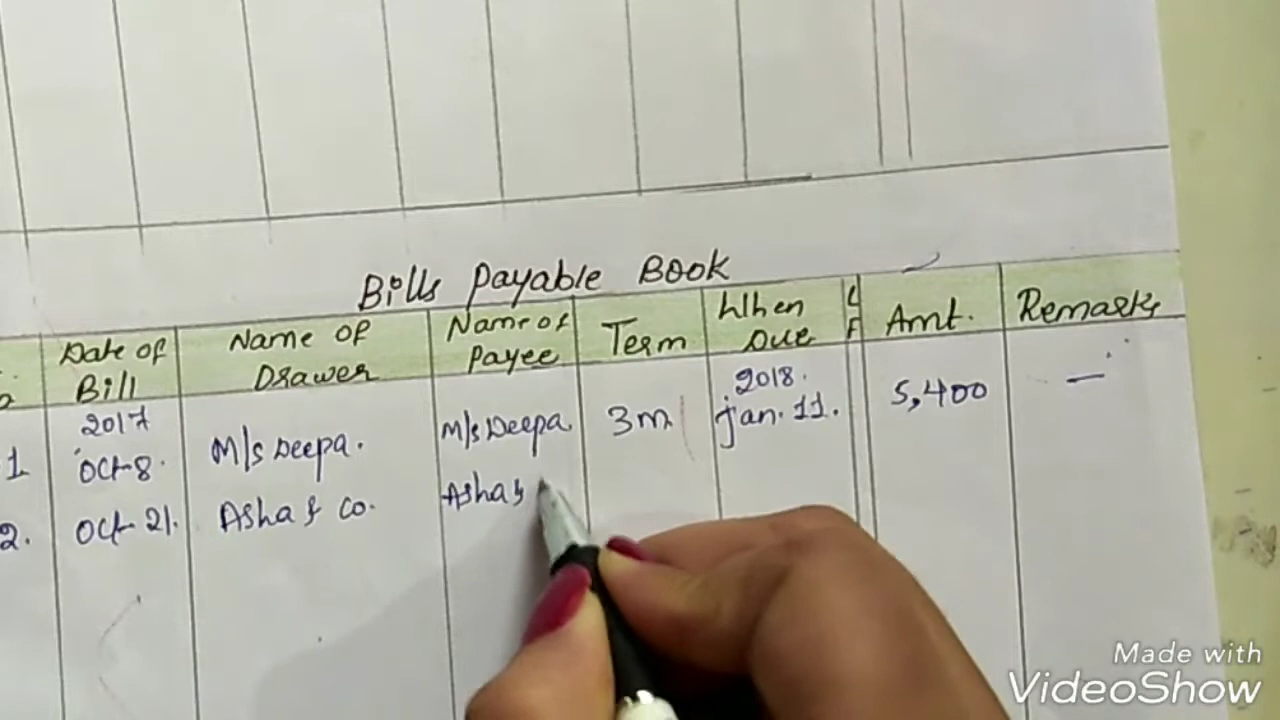 Bills Payable Book
Date of Bill Name of Drawer Name of Payee Term When Due L F Amt. Remarks
1 2017 Oct 8. M/s Deepa. M/s Deepa 3m 2018. jan. 11. 5,400 —
2. Oct 21. Asha & Co. Asha &
Made with
VideoShow